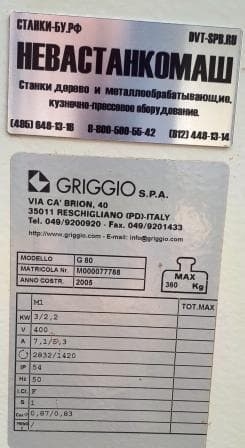 СТАНКИ-БУ.РФ DVT-SPB.RU
НЕВАСТАНКОМАШ
Станки дерево и металлообрабатывающие,
кузнечно-прессовое оборудование.
(495) 648-13-16 8-800-500-55-42 (812) 448-13-14
GRIGGIO S.P.A.
VIA CA' BRION, 40
35011 RESCHIGLIANO (PD)-ITALY
Tel. 049/9200920 - Fax. 049/9201433
http://www.griggio.com - E-mail: info@griggio.com
MODELLO G 80
MATRICOLA Nr M000077788
ANNO COSTR. 2005
MAX
380 Kg
M1 TOT.MAX
KW 3/2,2
V 400
A 7,1/5,3
2832/1420
IP 54
Hz 50
I.Cl. F
S 1
Cos 0,87/0,83